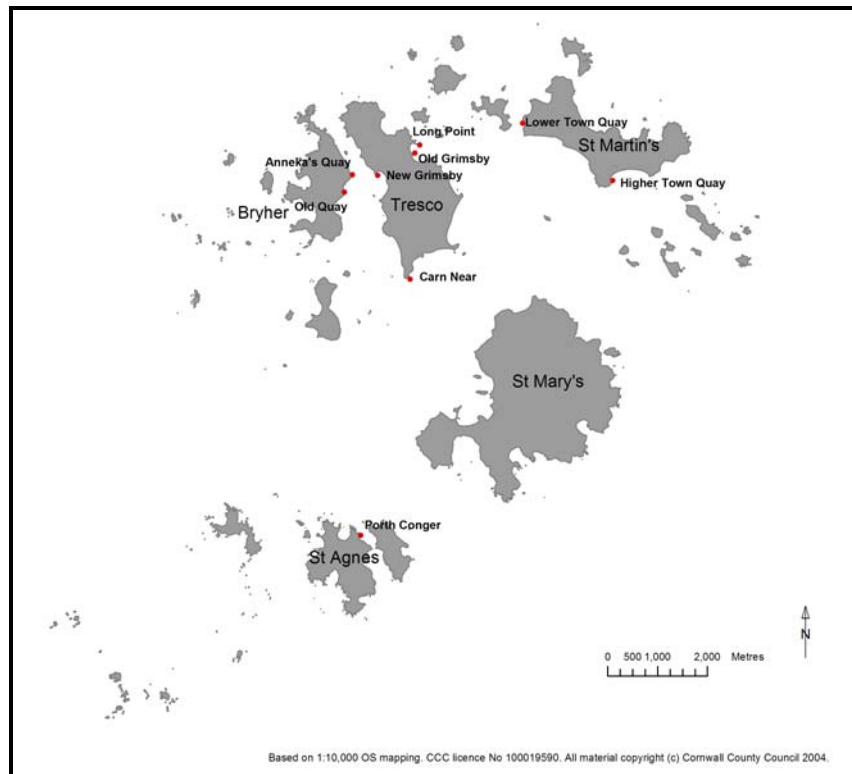 Lower Town Quay
Long Point
St Martin's
Old Grimsby
Anneka's Quay
New Grimsby
Higher Town Quay
Old Quay
Tresco
Bryher
Carn Near
St Mary's
Porth Conger
St Agnes
N
0 500 1,000 2,000 Metres
Based on 1:10,000 OS mapping. CCC licence No 100019590. All material copyright (c) Cornwall County Council 2004.